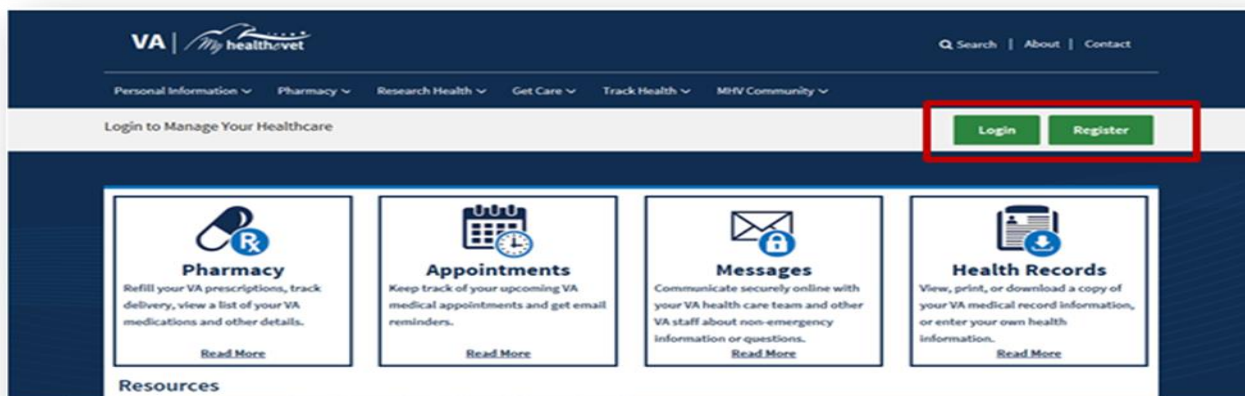 VA | My healthevet
Search | About | Contact
Personal Information Pharmacy Research Health Get Care Track Health MHV Community
Login to Manage Your Healthcare
Login Register
Rx
Pharmacy
Refill your VA prescriptions, track
delivery, view a list of your VA
medications and other details.
Read More
Appointments
Keep track of your upcoming VA
medical appointments and get email
reminders.
Read More
Messages
Communicate securely online with
your VA health care team and other
VA staff about non-emergency
information or questions.
Read More
Health Records
View, print, or download a copy of
your VA medical record information,
or enter your own health
information.
Read More
Resources